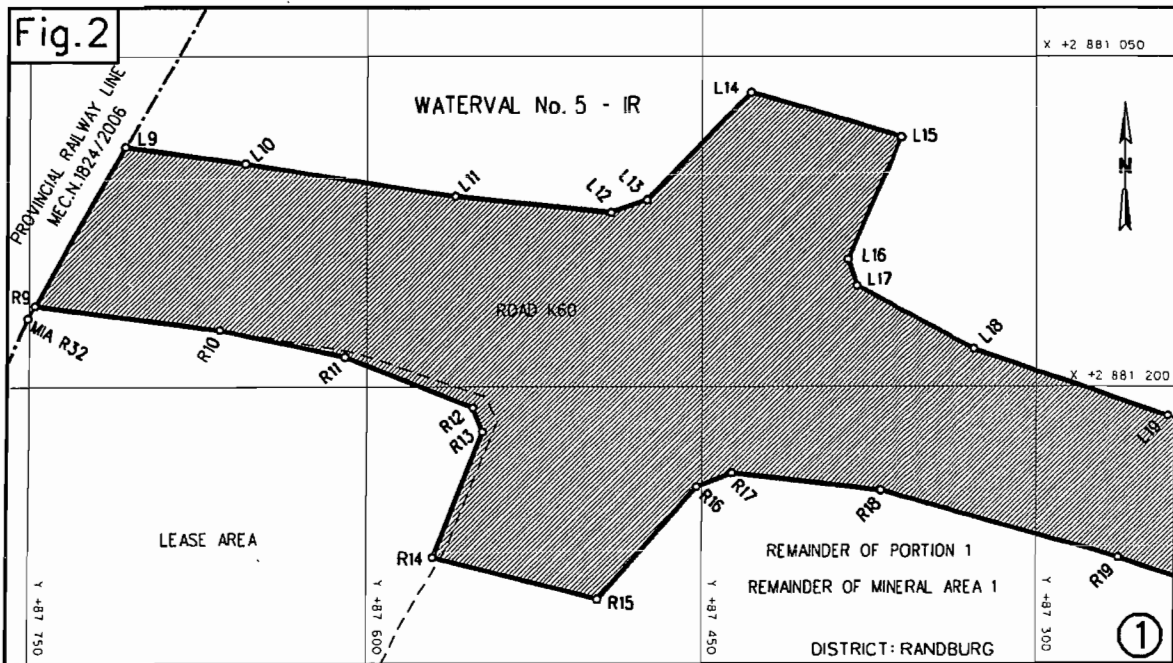 Fig.2
X +2 881 050
WATERVAL No. 5 - IR
L14
L15
PROVINCIAL RAILWAY LINE
MEC.N.1824/2006
L9
L10
N
L11
L12
L13
L16
L17
R9
MIA R32
ROAD K60
R10
R11
L18
X +2 881 200
R12
R13
L19
R16
R17
R18
LEASE AREA
R14
REMAINDER OF PORTION 1
R19
R15
REMAINDER OF MINERAL AREA 1
Y +87 750
Y +87 600
Y +87 450
Y +87 300
DISTRICT: RANDBURG
1